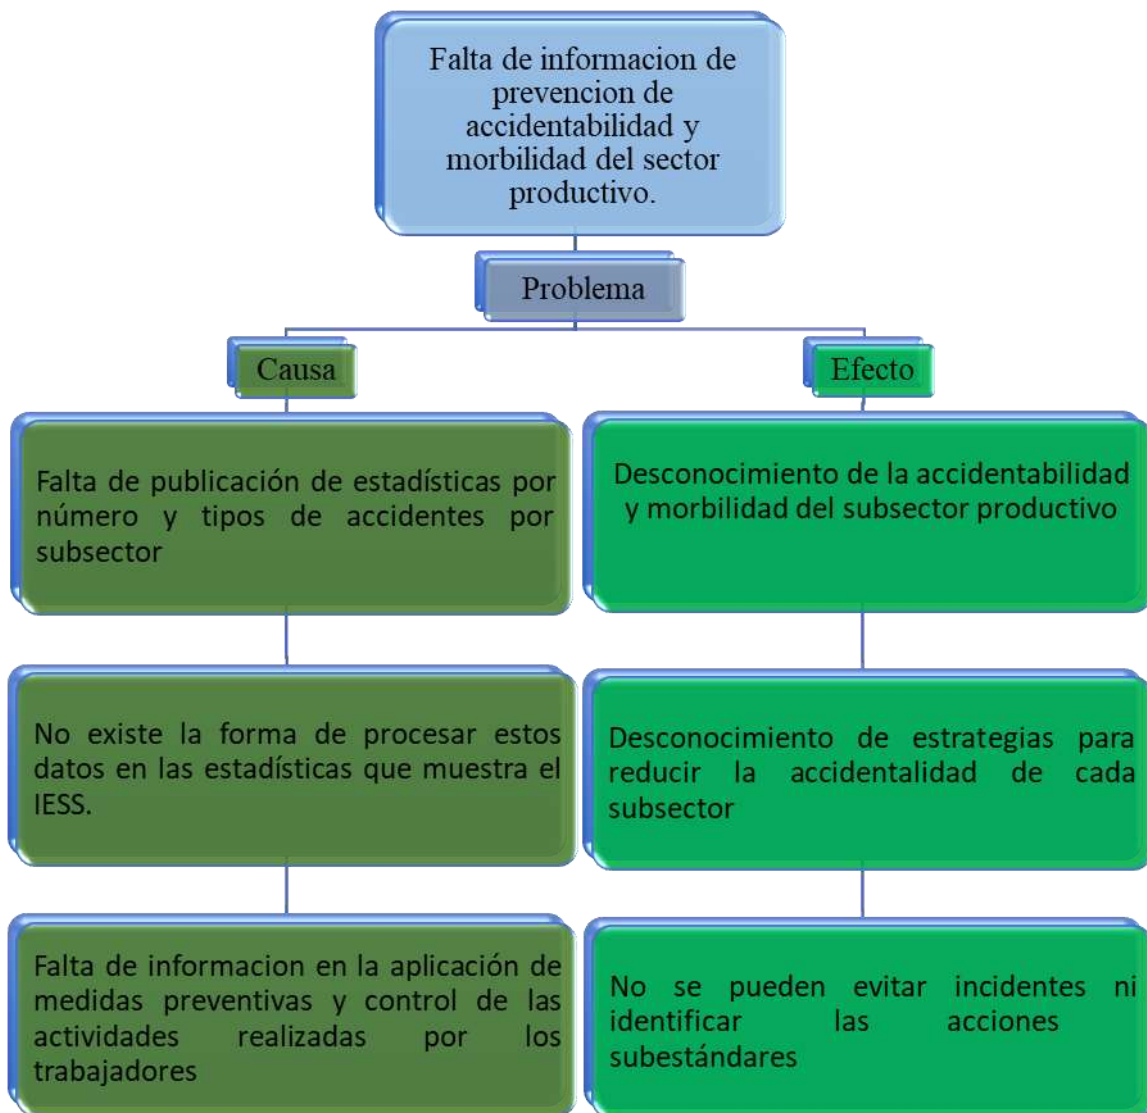 Falta de informacion de
prevencion de
accidentabilidad y
morbilidad del sector
productivo.
Problema
Causa
Efecto
Falta de publicación de estadísticas por
número y tipos de accidentes por
subsector
Desconocimiento de la accidentabilidad
y morbilidad del subsector productivo
No existe la forma de procesar estos
datos en las estadísticas que muestra el
IESS.
Desconocimiento de estrategias para
reducir la accidentalidad de cada
subsector
Falta de informacion en la aplicación de
medidas preventivas y control de las
actividades realizadas por los
trabajadores
No se pueden evitar incidentes ni
identificar las acciones
subestándares